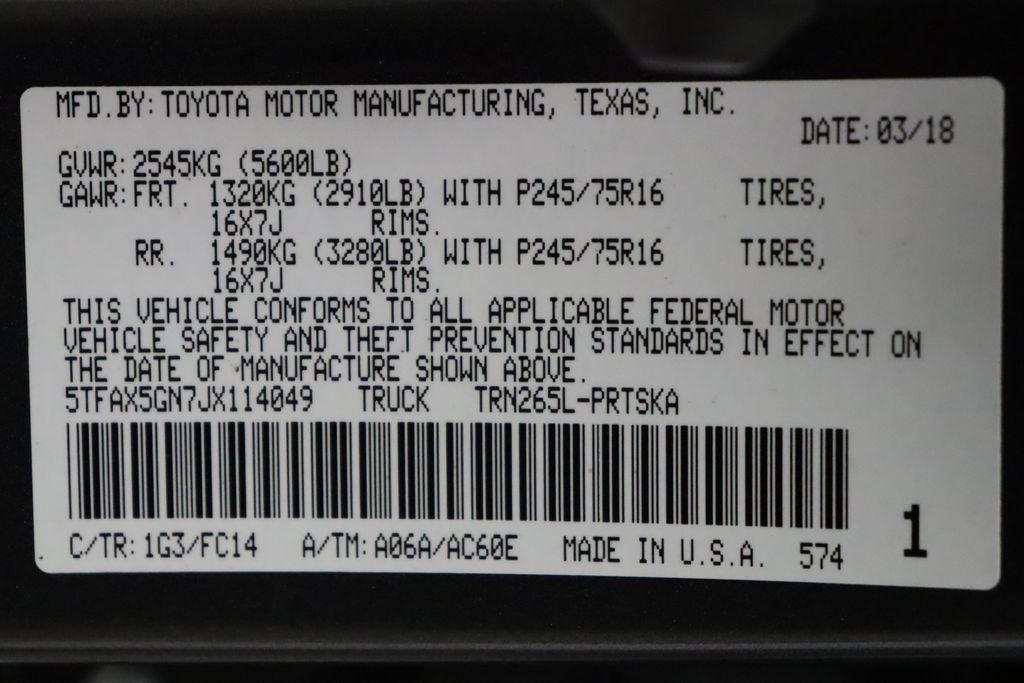 MFD.BY: TOYOTA MOTOR MANUFACTURING, TEXAS, INC.
DATE: 03/18
GVWR: 2545KG (5600LB)
GAWR: FRT. 1320KG (2910LB) WITH P245/75R16 TIRES,
16X7J RIMS.
RR. 1490KG (3280LB) WITH P245/75R16 TIRES,
16X7J RIMS.
THIS VEHICLE CONFORMS TO ALL APPLICABLE FEDERAL MOTOR
VEHICLE SAFETY AND THEFT PREVENTION STANDARDS IN EFFECT ON
THE DATE OF MANUFACTURE SHOWN ABOVE.
5TFAX5GN7JX114049 TRUCK TRN265L-PRTSKA
C/TR: 1G3/FC14 A/TM: A06A/AC60E MADE IN U.S.A. 574 1